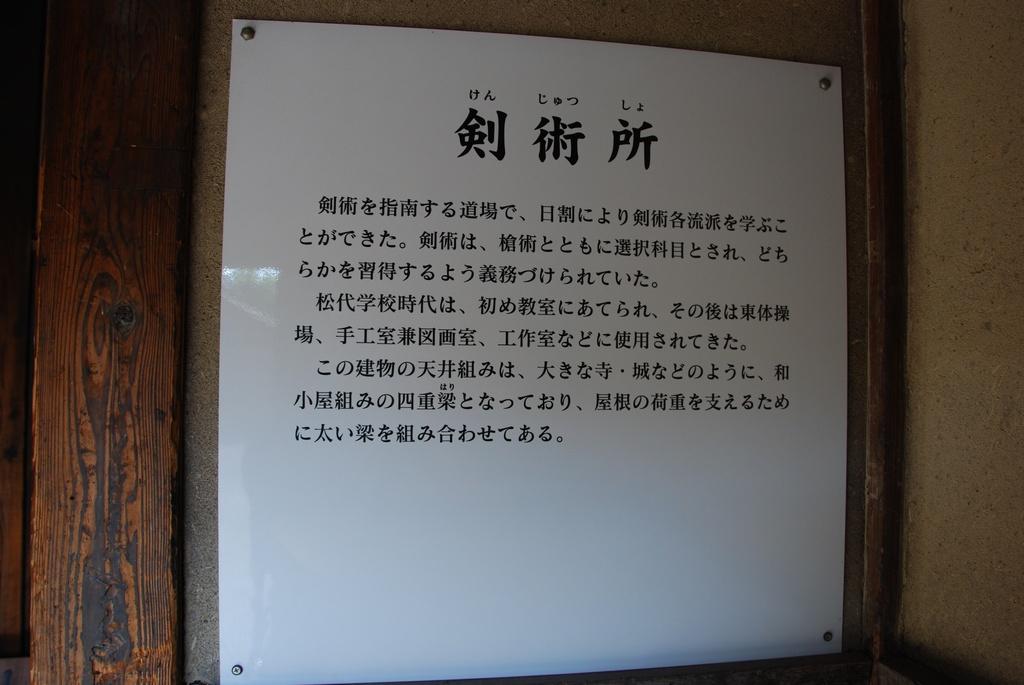 けん じゅつ しょ
剣術所
剣術を指南する道場で、日割により剣術各流派を学ぶこ
とができた。剣術は、槍術とともに選択科目とされ、どち
らかを習得するよう義務づけられていた。
松代学校時代は、初め教室にあてられ、その後は東体操
場、手工室兼図画室、工作室などに使用されてきた。
この建物の天井組みは、大きな寺・城などのように、和
はり
小屋組みの四重梁となっており、屋根の荷重を支えるため
に太い梁を組み合わせてある。